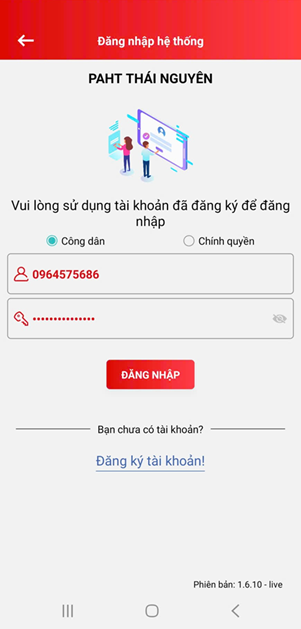 Đăng nhập hệ thống
PAHT THÁI NGUYÊN
Vui lòng sử dụng tài khoản đã đăng ký để đăng
nhập
Công dân
Chính quyền
0964575686
•••••••••••••••
ĐĂNG NHẬP
Bạn chưa có tài khoản?
Đăng ký tài khoản!
Phiên bản: 1.6.10 - live